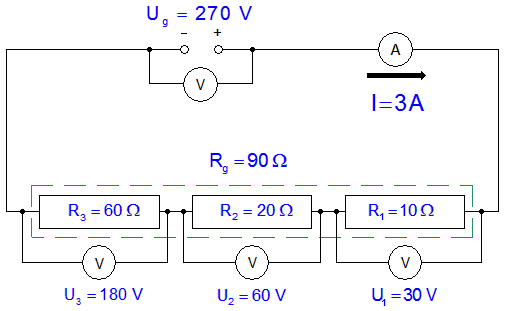 U_g = 270 V
- +
V
A
I=3A
R_g = 90 Ω
R_3 = 60 Ω
R_2 = 20 Ω
R_1 = 10 Ω
V
V
V
U_3 = 180 V
U_2 = 60 V
U_1 = 30 V